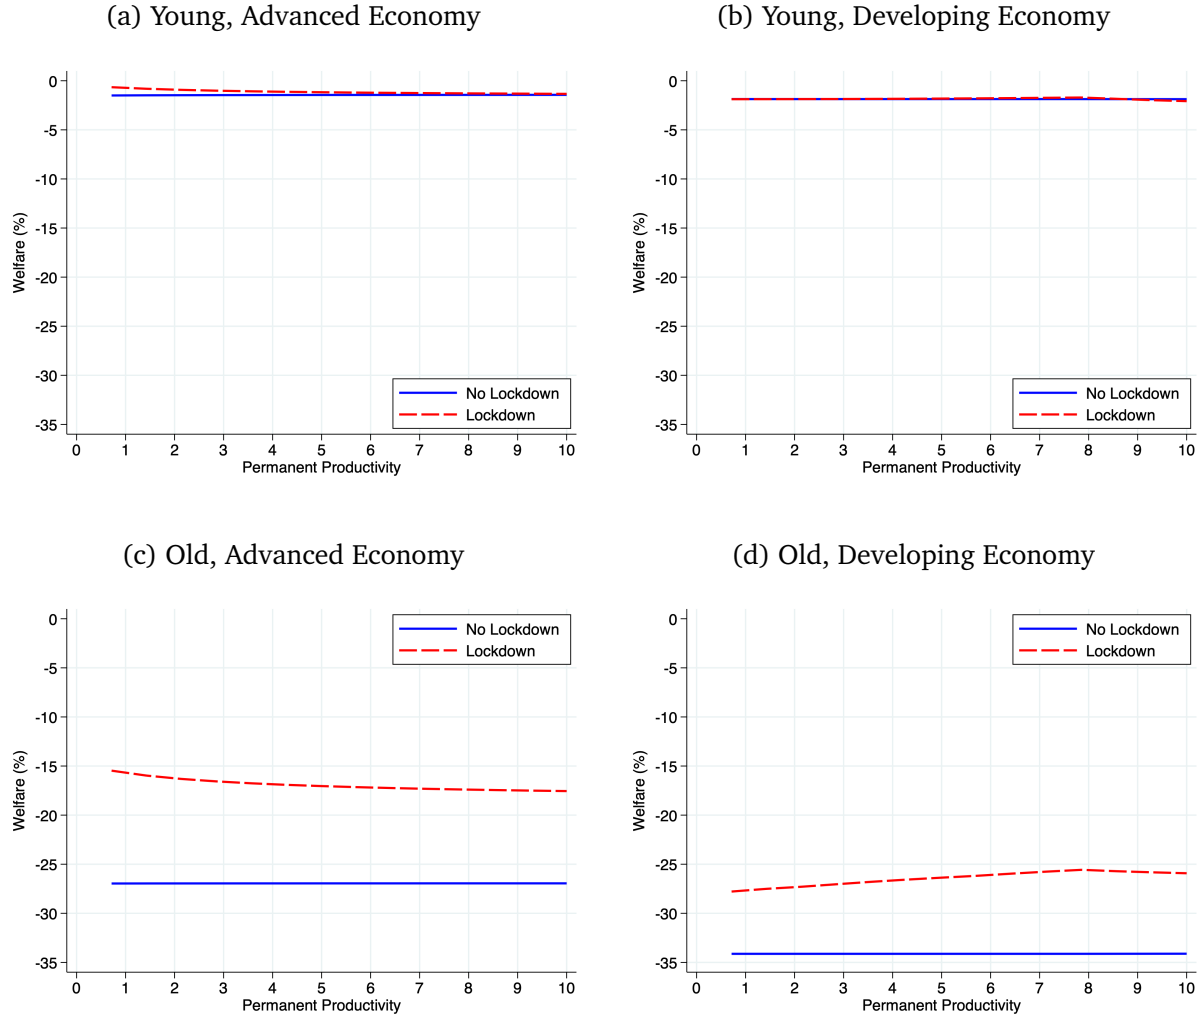 (a) Young, Advanced Economy
0
-5
-10
-15
-20
-25
-30
-35
Welfare (%)
No Lockdown
Lockdown
0 1 2 3 4 5 6 7 8 9 10
Permanent Productivity
(b) Young, Developing Economy
0
-5
-10
-15
-20
-25
-30
-35
Welfare (%)
No Lockdown
Lockdown
0 1 2 3 4 5 6 7 8 9 10
Permanent Productivity
(c) Old, Advanced Economy
0
-5
-10
-15
-20
-25
-30
-35
Welfare (%)
No Lockdown
Lockdown
0 1 2 3 4 5 6 7 8 9 10
Permanent Productivity
(d) Old, Developing Economy
0
-5
-10
-15
-20
-25
-30
-35
Welfare (%)
No Lockdown
Lockdown
0 1 2 3 4 5 6 7 8 9 10
Permanent Productivity